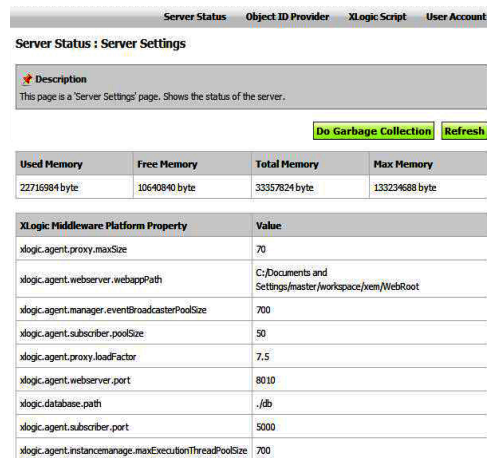 Server Status Object ID Provider XLogic Script User Account
Server Status : Server Settings
Description
This page is a 'Server Settings' page. Shows the status of the server.
Do Garbage Collection Refresh
Used Memory Free Memory Total Memory Max Memory
22716984 byte 10640840 byte 33357824 byte 133234688 byte
XLogic Middleware Platform Property Value
xlogic.agent.proxy.maxSize 70
xlogic.agent.webserver.webappPath C:/Documents and
Settings/master/workspace/xem/WebRoot
xlogic.agent.manager.eventBroadcasterPoolSize 700
xlogic.agent.subscriber.poolSize 50
xlogic.agent.proxy.loadFactor 7.5
xlogic.agent.webserver.port 8010
xlogic.database.path ./db
xlogic.agent.subscriber.port 5000
xlogic.agent.instancemanage.maxExecutionThreadPoolSize 700